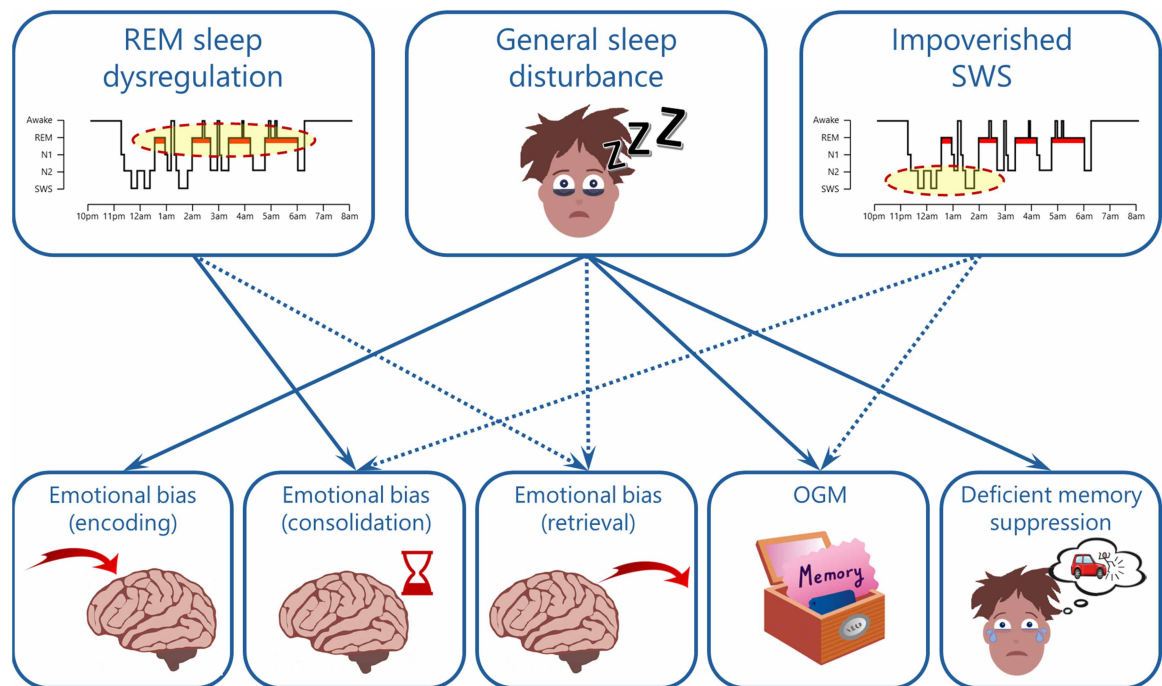 REM sleep
dysregulation
Awake
REM
N1
N2
SWS
10pm 11pm 12am 1am 2am 3am 4am 5am 6am 7am 8am
General sleep
disturbance
Z Z Z
Impoverished
SWS
Awake
REM
N1
N2
SWS
10pm 11pm 12am 1am 2am 3am 4am 5am 6am 7am 8am
Emotional bias
(encoding)
Emotional bias
(consolidation)
Emotional bias
(retrieval)
OGM
Memory
Deficient memory
suppression